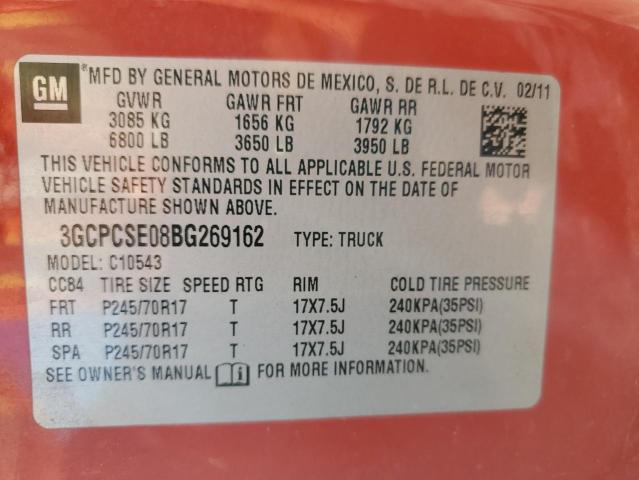 GM *MFD BY GENERAL MOTORS DE MEXICO, S. DE R.L. DE C.V. 02/11
GVWR GAWR FRT GAWR RR
3085 KG 1656 KG 1792 KG
6800 LB 3650 LB 3950 LB
THIS VEHICLE CONFORMS TO ALL APPLICABLE U.S. FEDERAL MOTOR
VEHICLE SAFETY STANDARDS IN EFFECT ON THE DATE OF
MANUFACTURE SHOWN ABOVE.
3GCPCSE08BG269162 TYPE: TRUCK
MODEL: C10543
CC84 TIRE SIZE SPEED RTG RIM COLD TIRE PRESSURE
FRT P245/70R17 T 17X7.5J 240KPA(35PSI)
RR P245/70R17 T 17X7.5J 240KPA(35PSI)
SPA P245/70R17 T 17X7.5J 240KPA(35PSI)
SEE OWNER'S MANUAL FOR MORE INFORMATION.